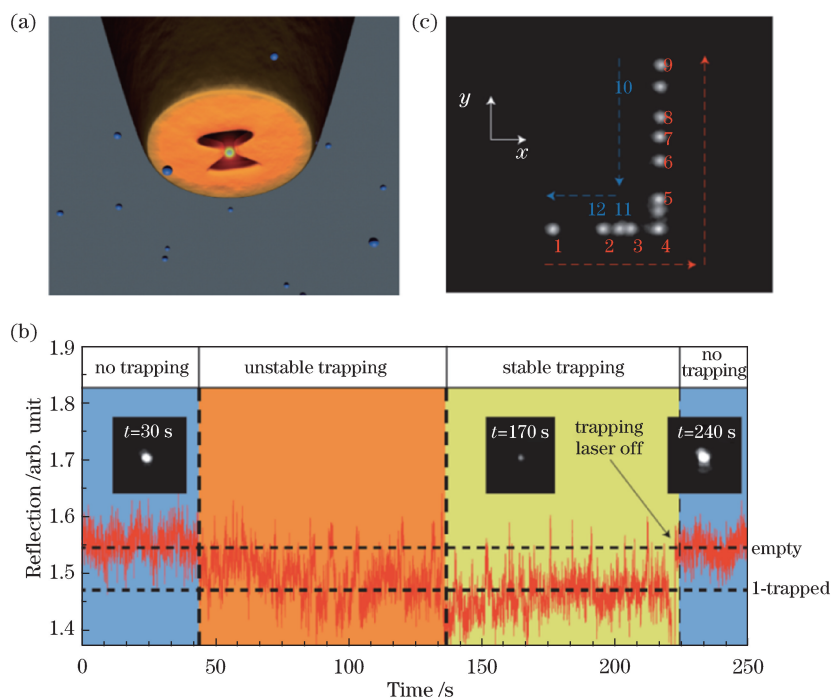 (a)
(c)
y
x
9
10
8
7
6
5
12 11
1 2 3 4
(b)
1.9
1.8
1.7
1.6
1.5
1.4
Reflection /arb. unit
no trapping
unstable trapping
stable trapping
no
trapping
t=30 s
t=170 s
trapping
laser off
t=240 s
empty
1-trapped
0 50 100 150 200 250
Time /s